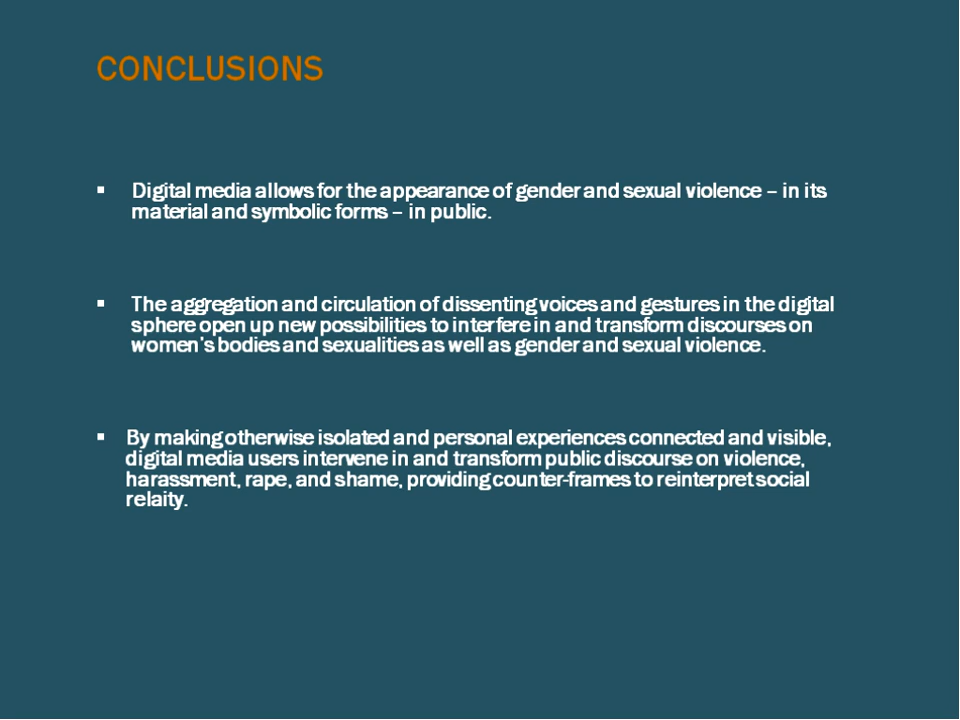 CONCLUSIONS
▪ Digital media allows for the appearance of gender and sexual violence – in its
material and symbolic forms – in public.
▪ The aggregation and circulation of dissenting voices and gestures in the digital
sphere open up new possibilities to interfere in and transform discourses on
women's bodies and sexualities as well as gender and sexual violence.
▪ By making otherwise isolated and personal experiences connected and visible,
digital media users intervene in and transform public discourse on violence,
harassment, rape, and shame, providing counter-frames to reinterpret social
relaity.